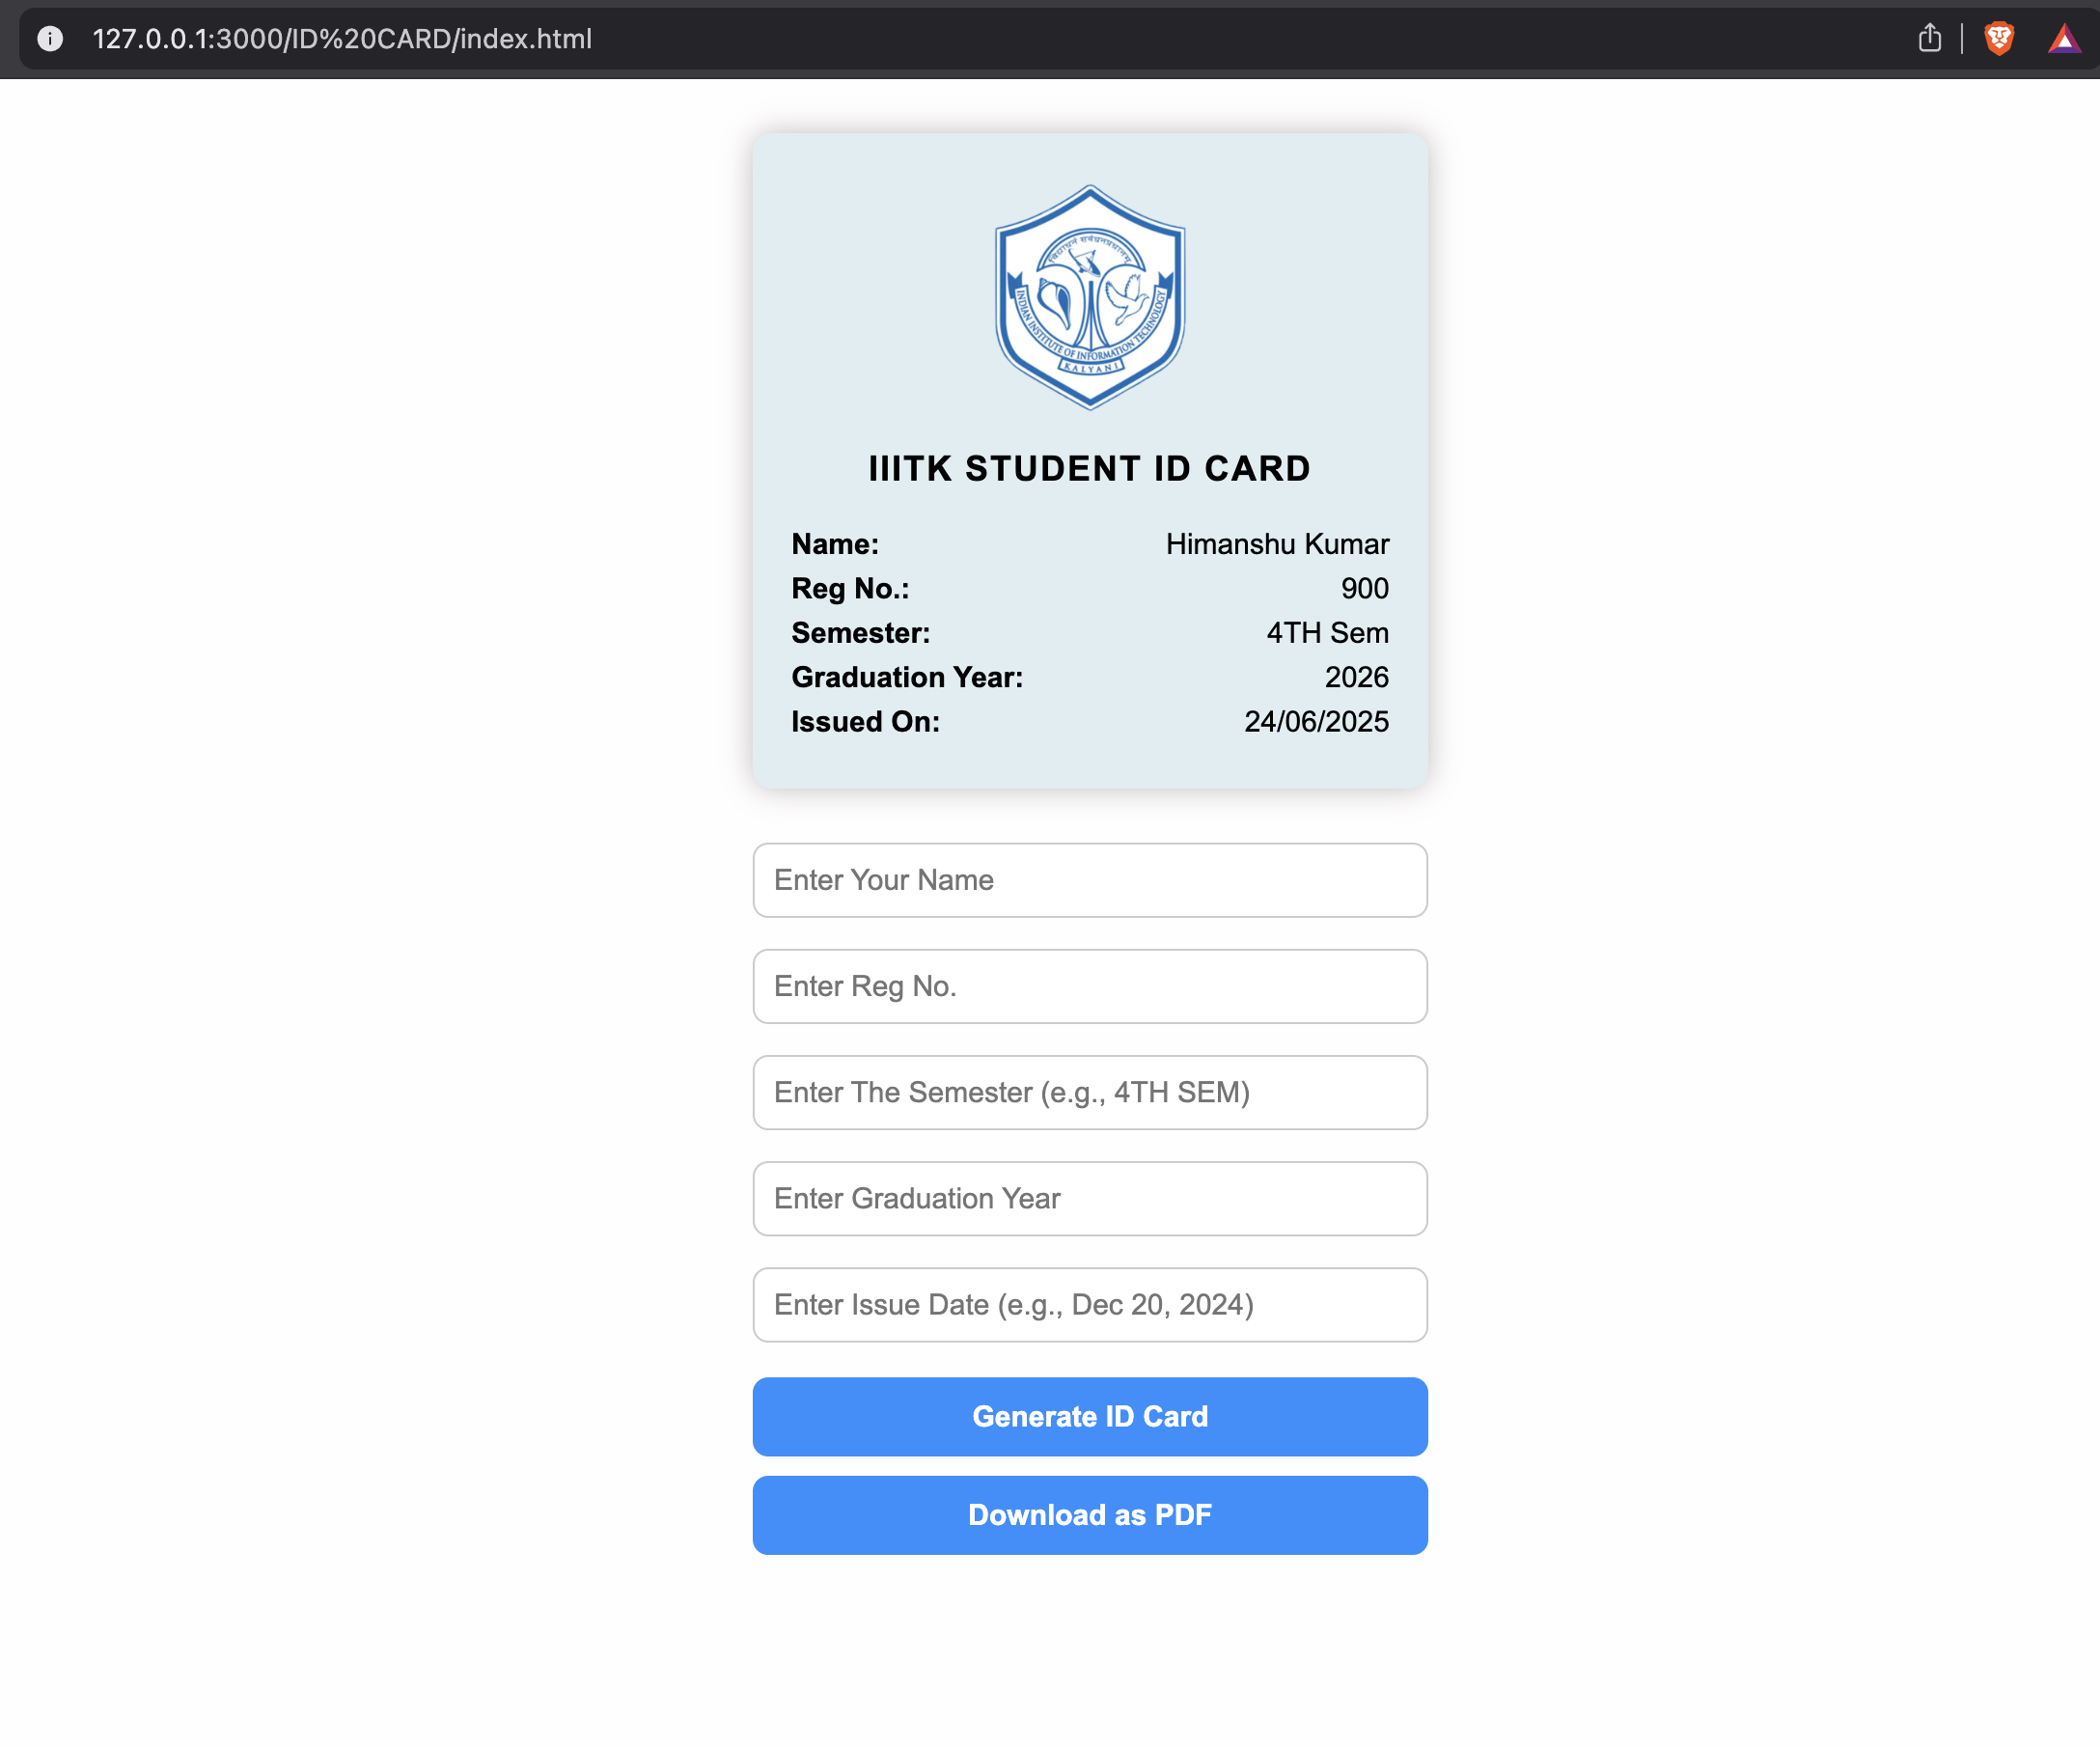 127.0.0.1:3000/ID%20CARD/index.html
INDIAN INSTITUTE OF INFORMATION TECHNOLOGY
KALYANI
IIITK STUDENT ID CARD
Name: Himanshu Kumar
Reg No.: 900
Semester: 4TH Sem
Graduation Year: 2026
Issued On: 24/06/2025
Enter Your Name
Enter Reg No.
Enter The Semester (e.g., 4TH SEM)
Enter Graduation Year
Enter Issue Date (e.g., Dec 20, 2024)
Generate ID Card
Download as PDF